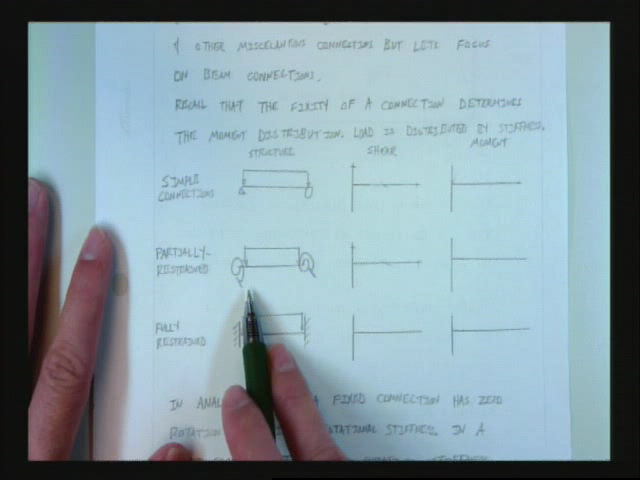 & OTHER MISCELLANEOUS CONNECTIONS BUT LETS FOCUS
ON BEAM CONNECTIONS.
RECALL THAT THE FIXITY OF A CONNECTION DETERMINES
THE MOMENT DISTRIBUTION. LOAD IS DISTRIBUTED BY STIFFNESS.
STRUCTURE SHEAR MOMENT
SIMPLE
CONNECTIONS
PARTIALLY-
RESTRAINED
FULLY
RESTRAINED
IN A FIXED CONNECTION HAS ZERO
ROTATION ROTATIONAL STIFFNESS. IN A